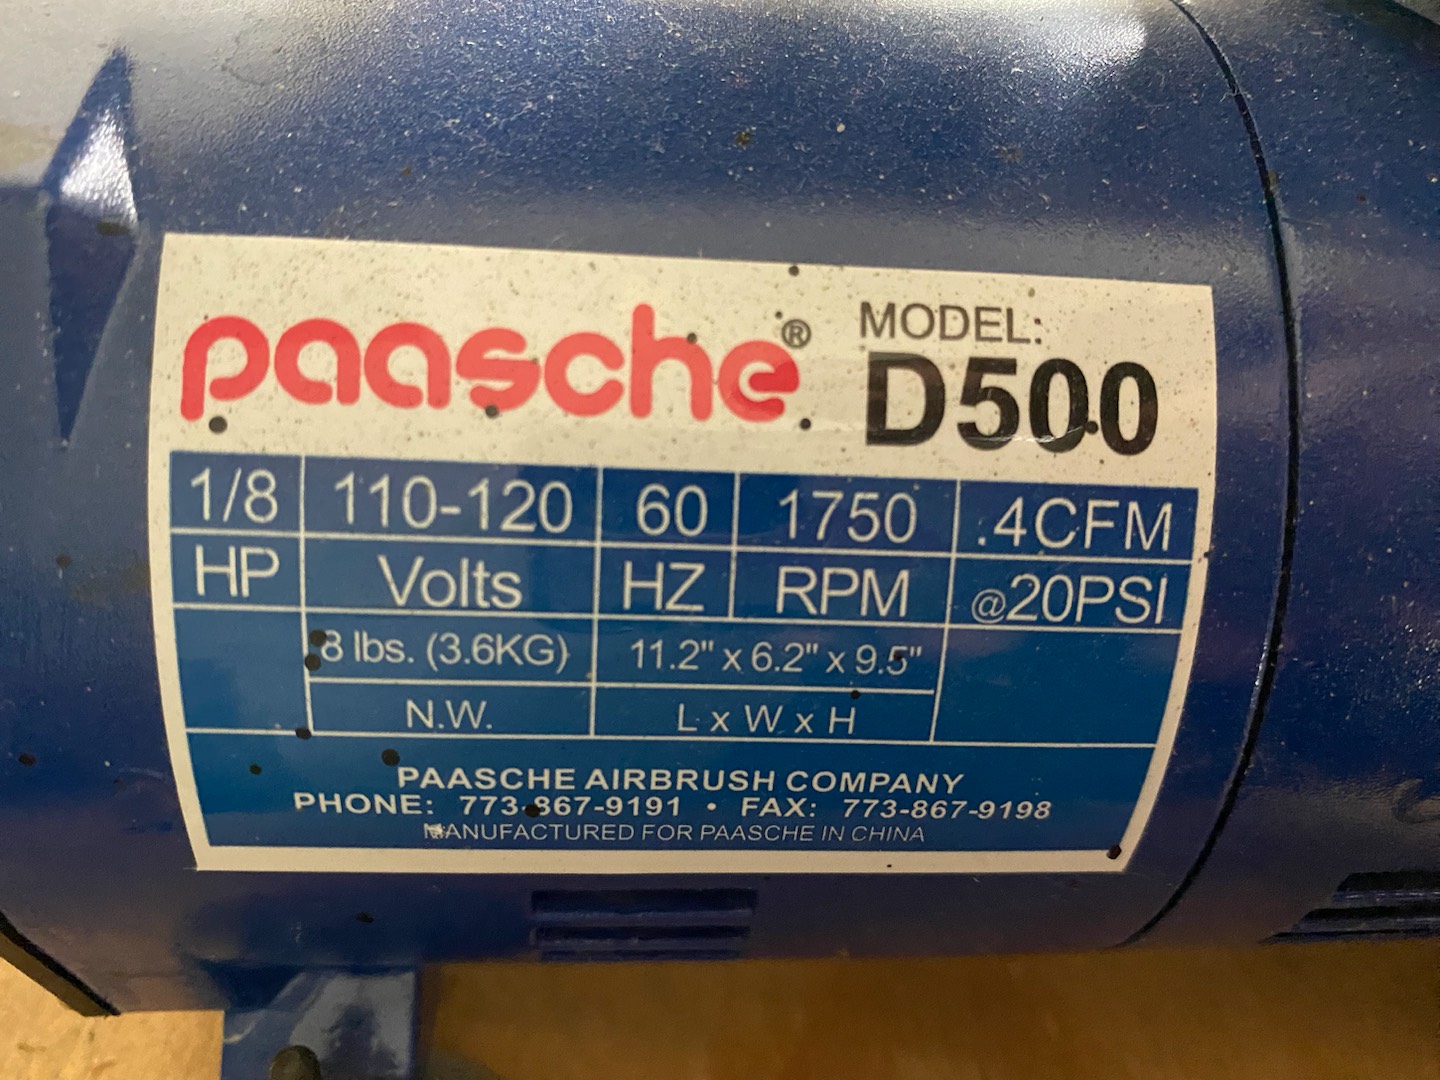 paasche®
MODEL:
D500
1/8 110-120 60 1750 .4CFM
HP Volts HZ RPM @20PSI
8 lbs. (3.6KG) 11.2" x 6.2" x 9.5"
N.W. L x W x H
PAASCHE AIRBRUSH COMPANY
PHONE: 773-867-9191 • FAX: 773-867-9198
MANUFACTURED FOR PAASCHE IN CHINA